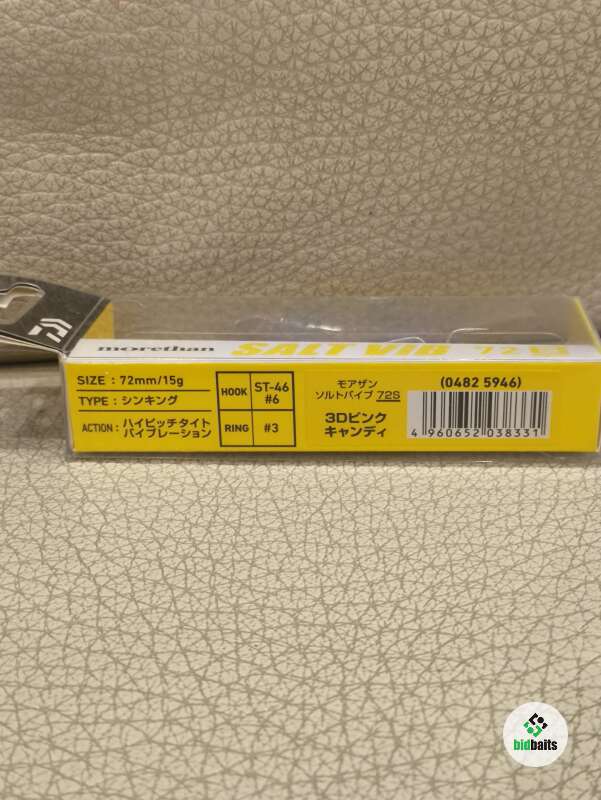 morethan SALT VIB 72S
SIZE : 72mm/15g
TYPE : シンキング
ACTION : ハイピッチタイト
バイブレーション
HOOK ST-46 #6
RING #3
モアザン
ソルトバイブ 72S
3Dピンク
キャンディ
(0482 5946)
4 960652 038331
bidbaits